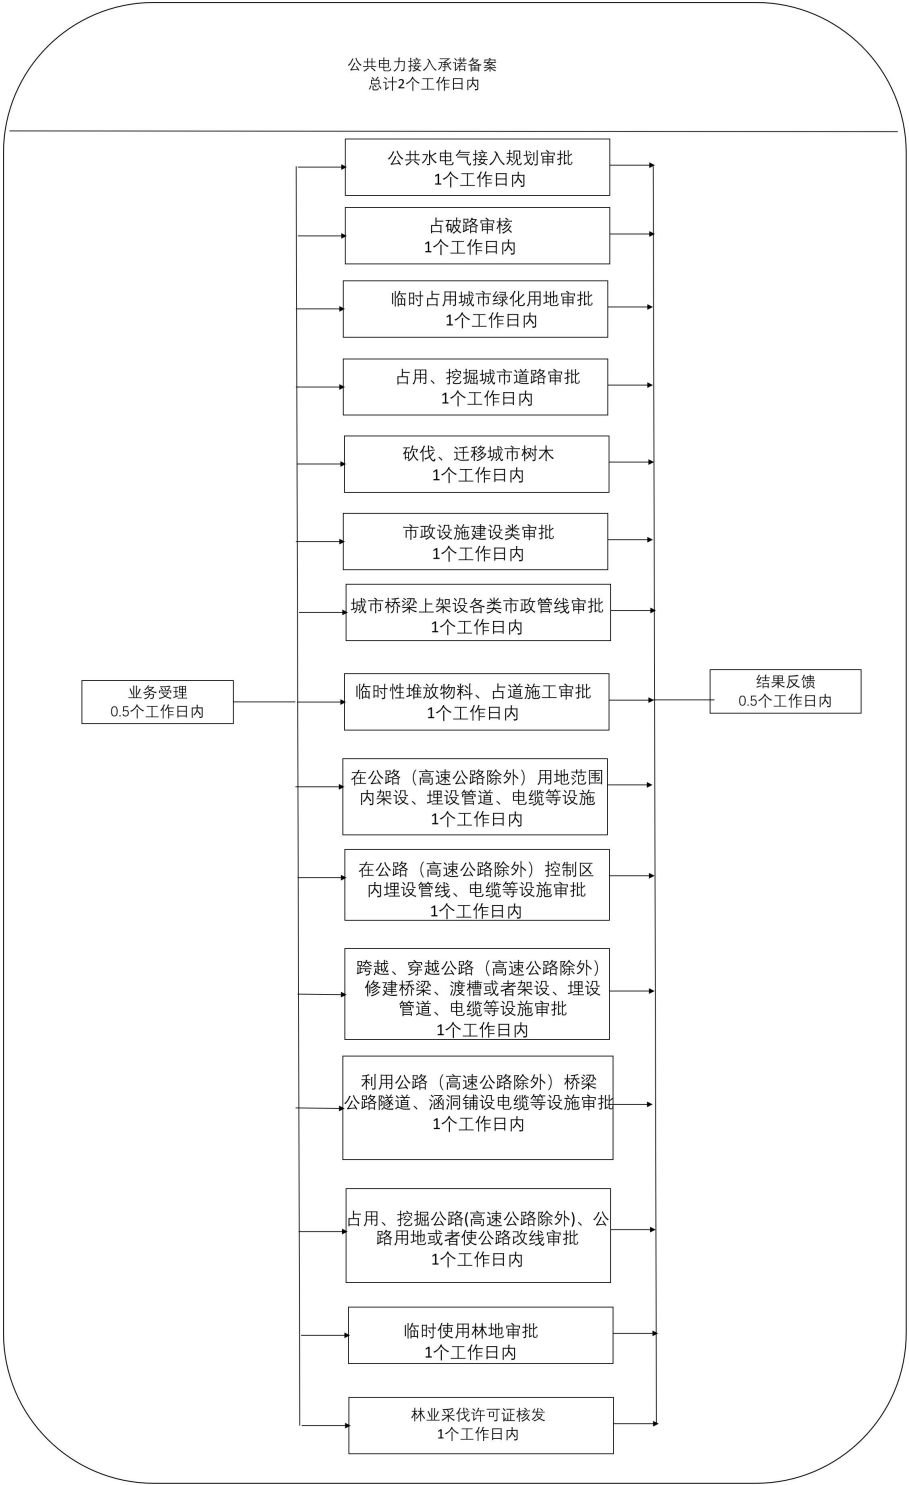 公共电力接入承诺备案
总计2个工作日内
公共水电气接入规划审批
1个工作日内
占破路审核
1个工作日内
临时占用城市绿化用地审批
1个工作日内
占用、挖掘城市道路审批
1个工作日内
砍伐、迁移城市树木
1个工作日内
市政设施建设类审批
1个工作日内
城市桥梁上架设各类市政管线审批
1个工作日内
业务受理
0.5个工作日内
临时性堆放物料、占道施工审批
1个工作日内
结果反馈
0.5个工作日内
在公路（高速公路除外）用地范围
内架设、埋设管道、电缆等设施
1个工作日内
在公路（高速公路除外）控制区
内埋设管线、电缆等设施审批
1个工作日内
跨越、穿越公路（高速公路除外）
修建桥梁、渡槽或者架设、埋设
管道、电缆等设施审批
1个工作日内
利用公路（高速公路除外）桥梁
公路隧道、涵洞铺设电缆等设施审批
1个工作日内
占用、挖掘公路(高速公路除外)、公
路用地或者使公路改线审批
1个工作日内
临时使用林地审批
1个工作日内
林业采伐许可证核发
1个工作日内